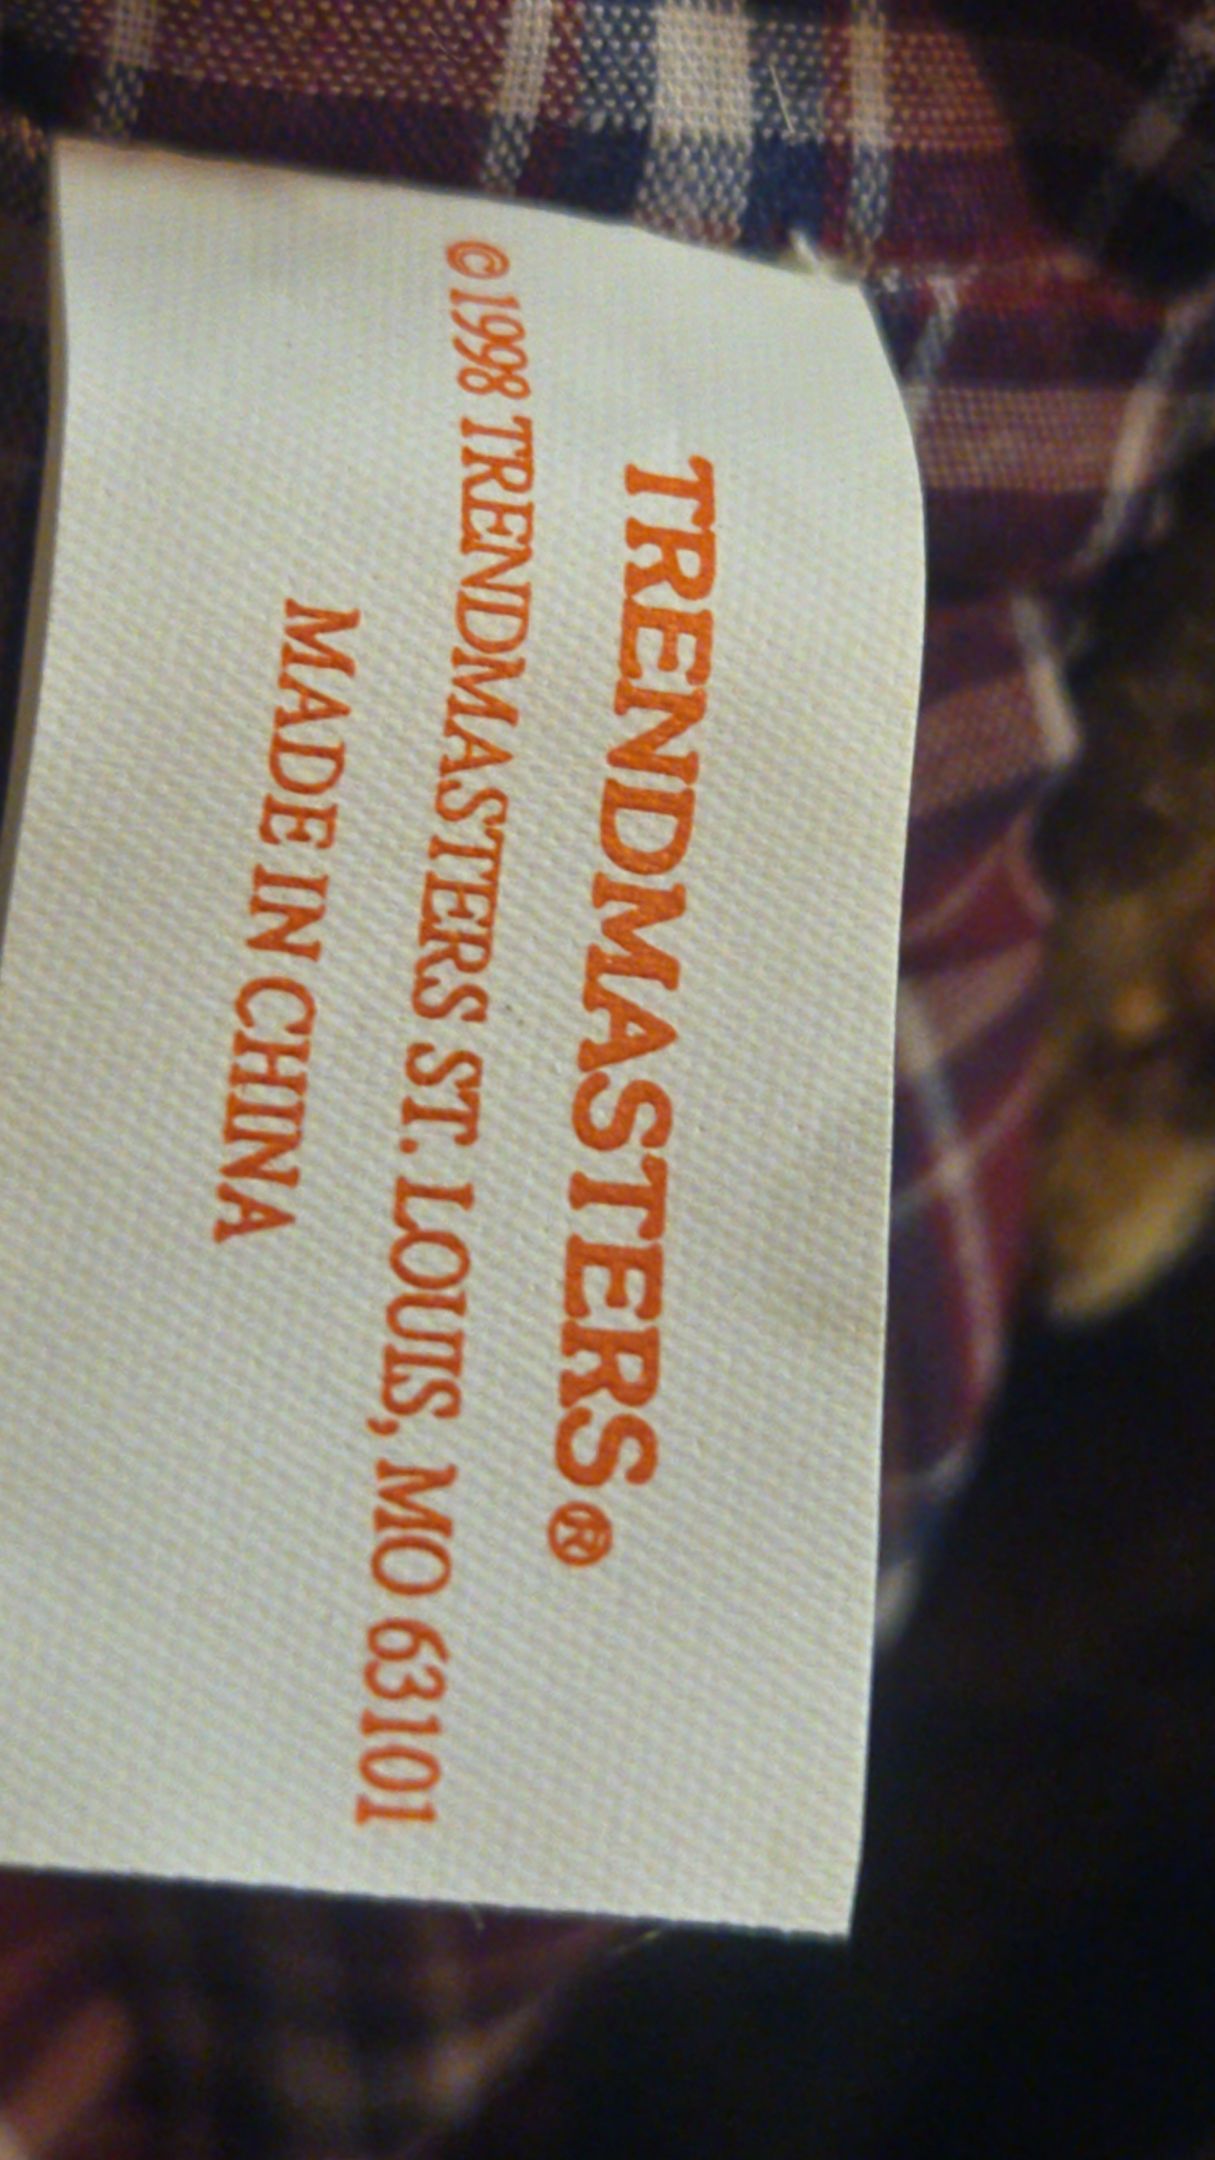 TRENDMASTERS®
©1998 TRENDMASTERS ST. LOUIS, MO 63101
MADE IN CHINA